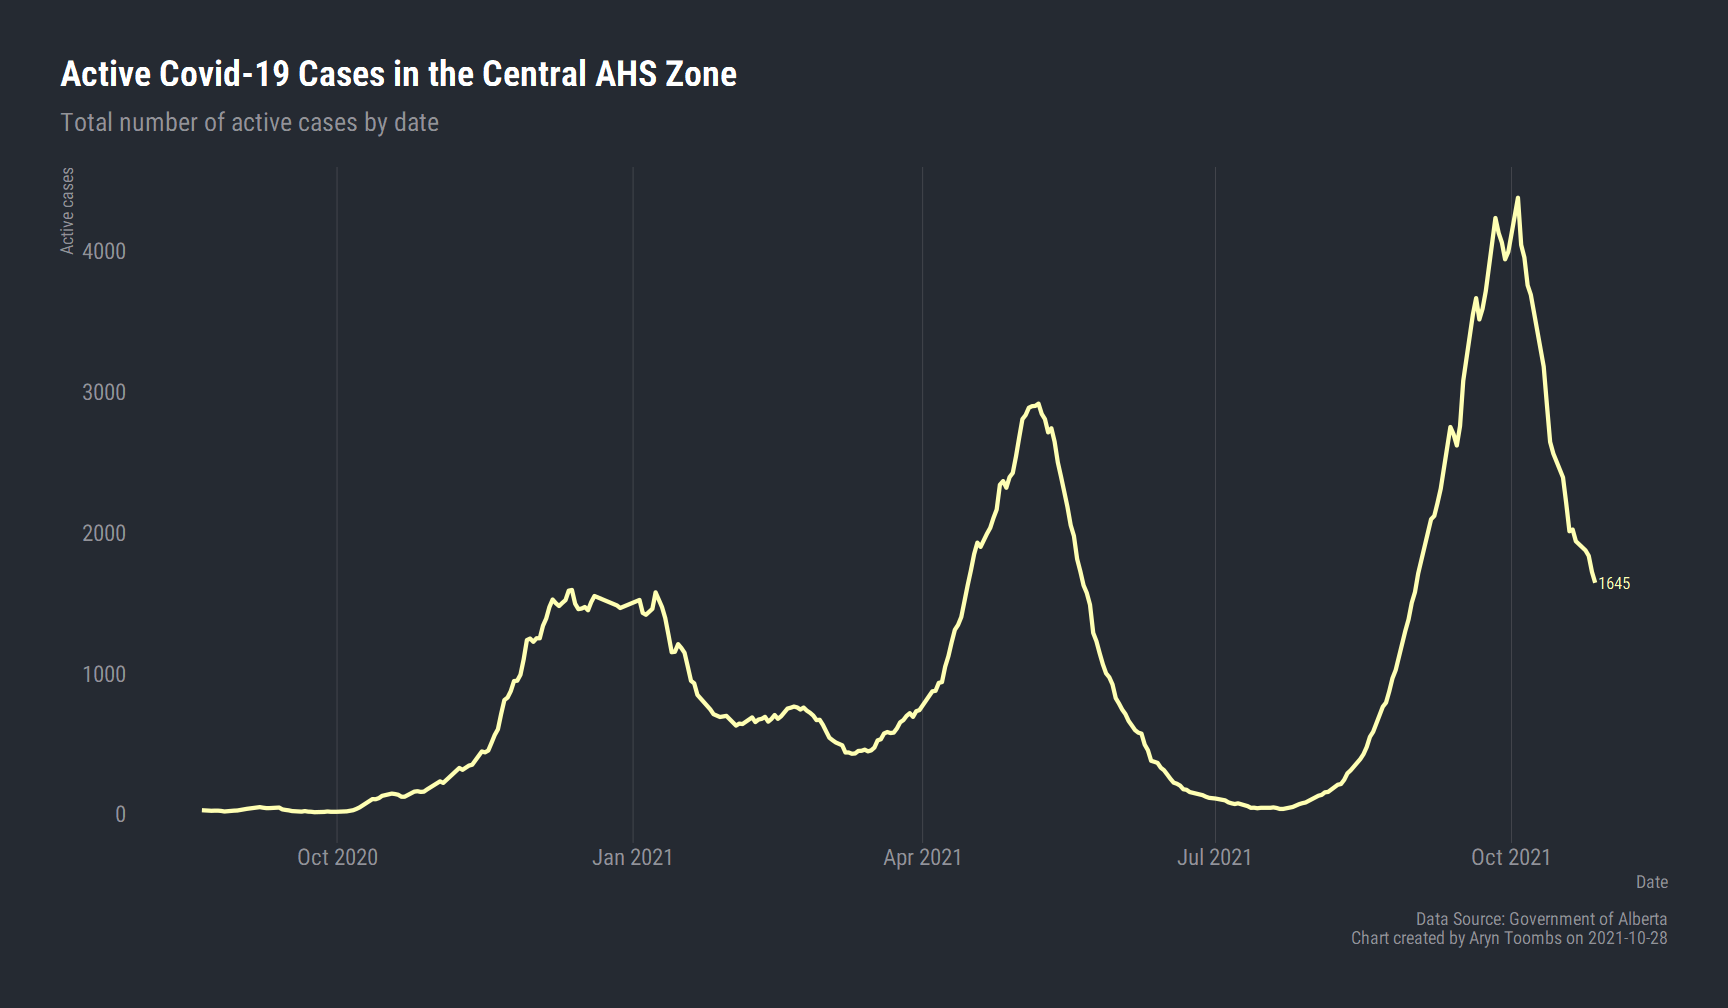 Active Covid-19 Cases in the Central AHS Zone
Total number of active cases by date
Active cases
4000
3000
2000
1000
0
1645
Oct 2020
Jan 2021
Apr 2021
Jul 2021
Oct 2021
Date
Data Source: Government of Alberta
Chart created by Aryn Toombs on 2021-10-28